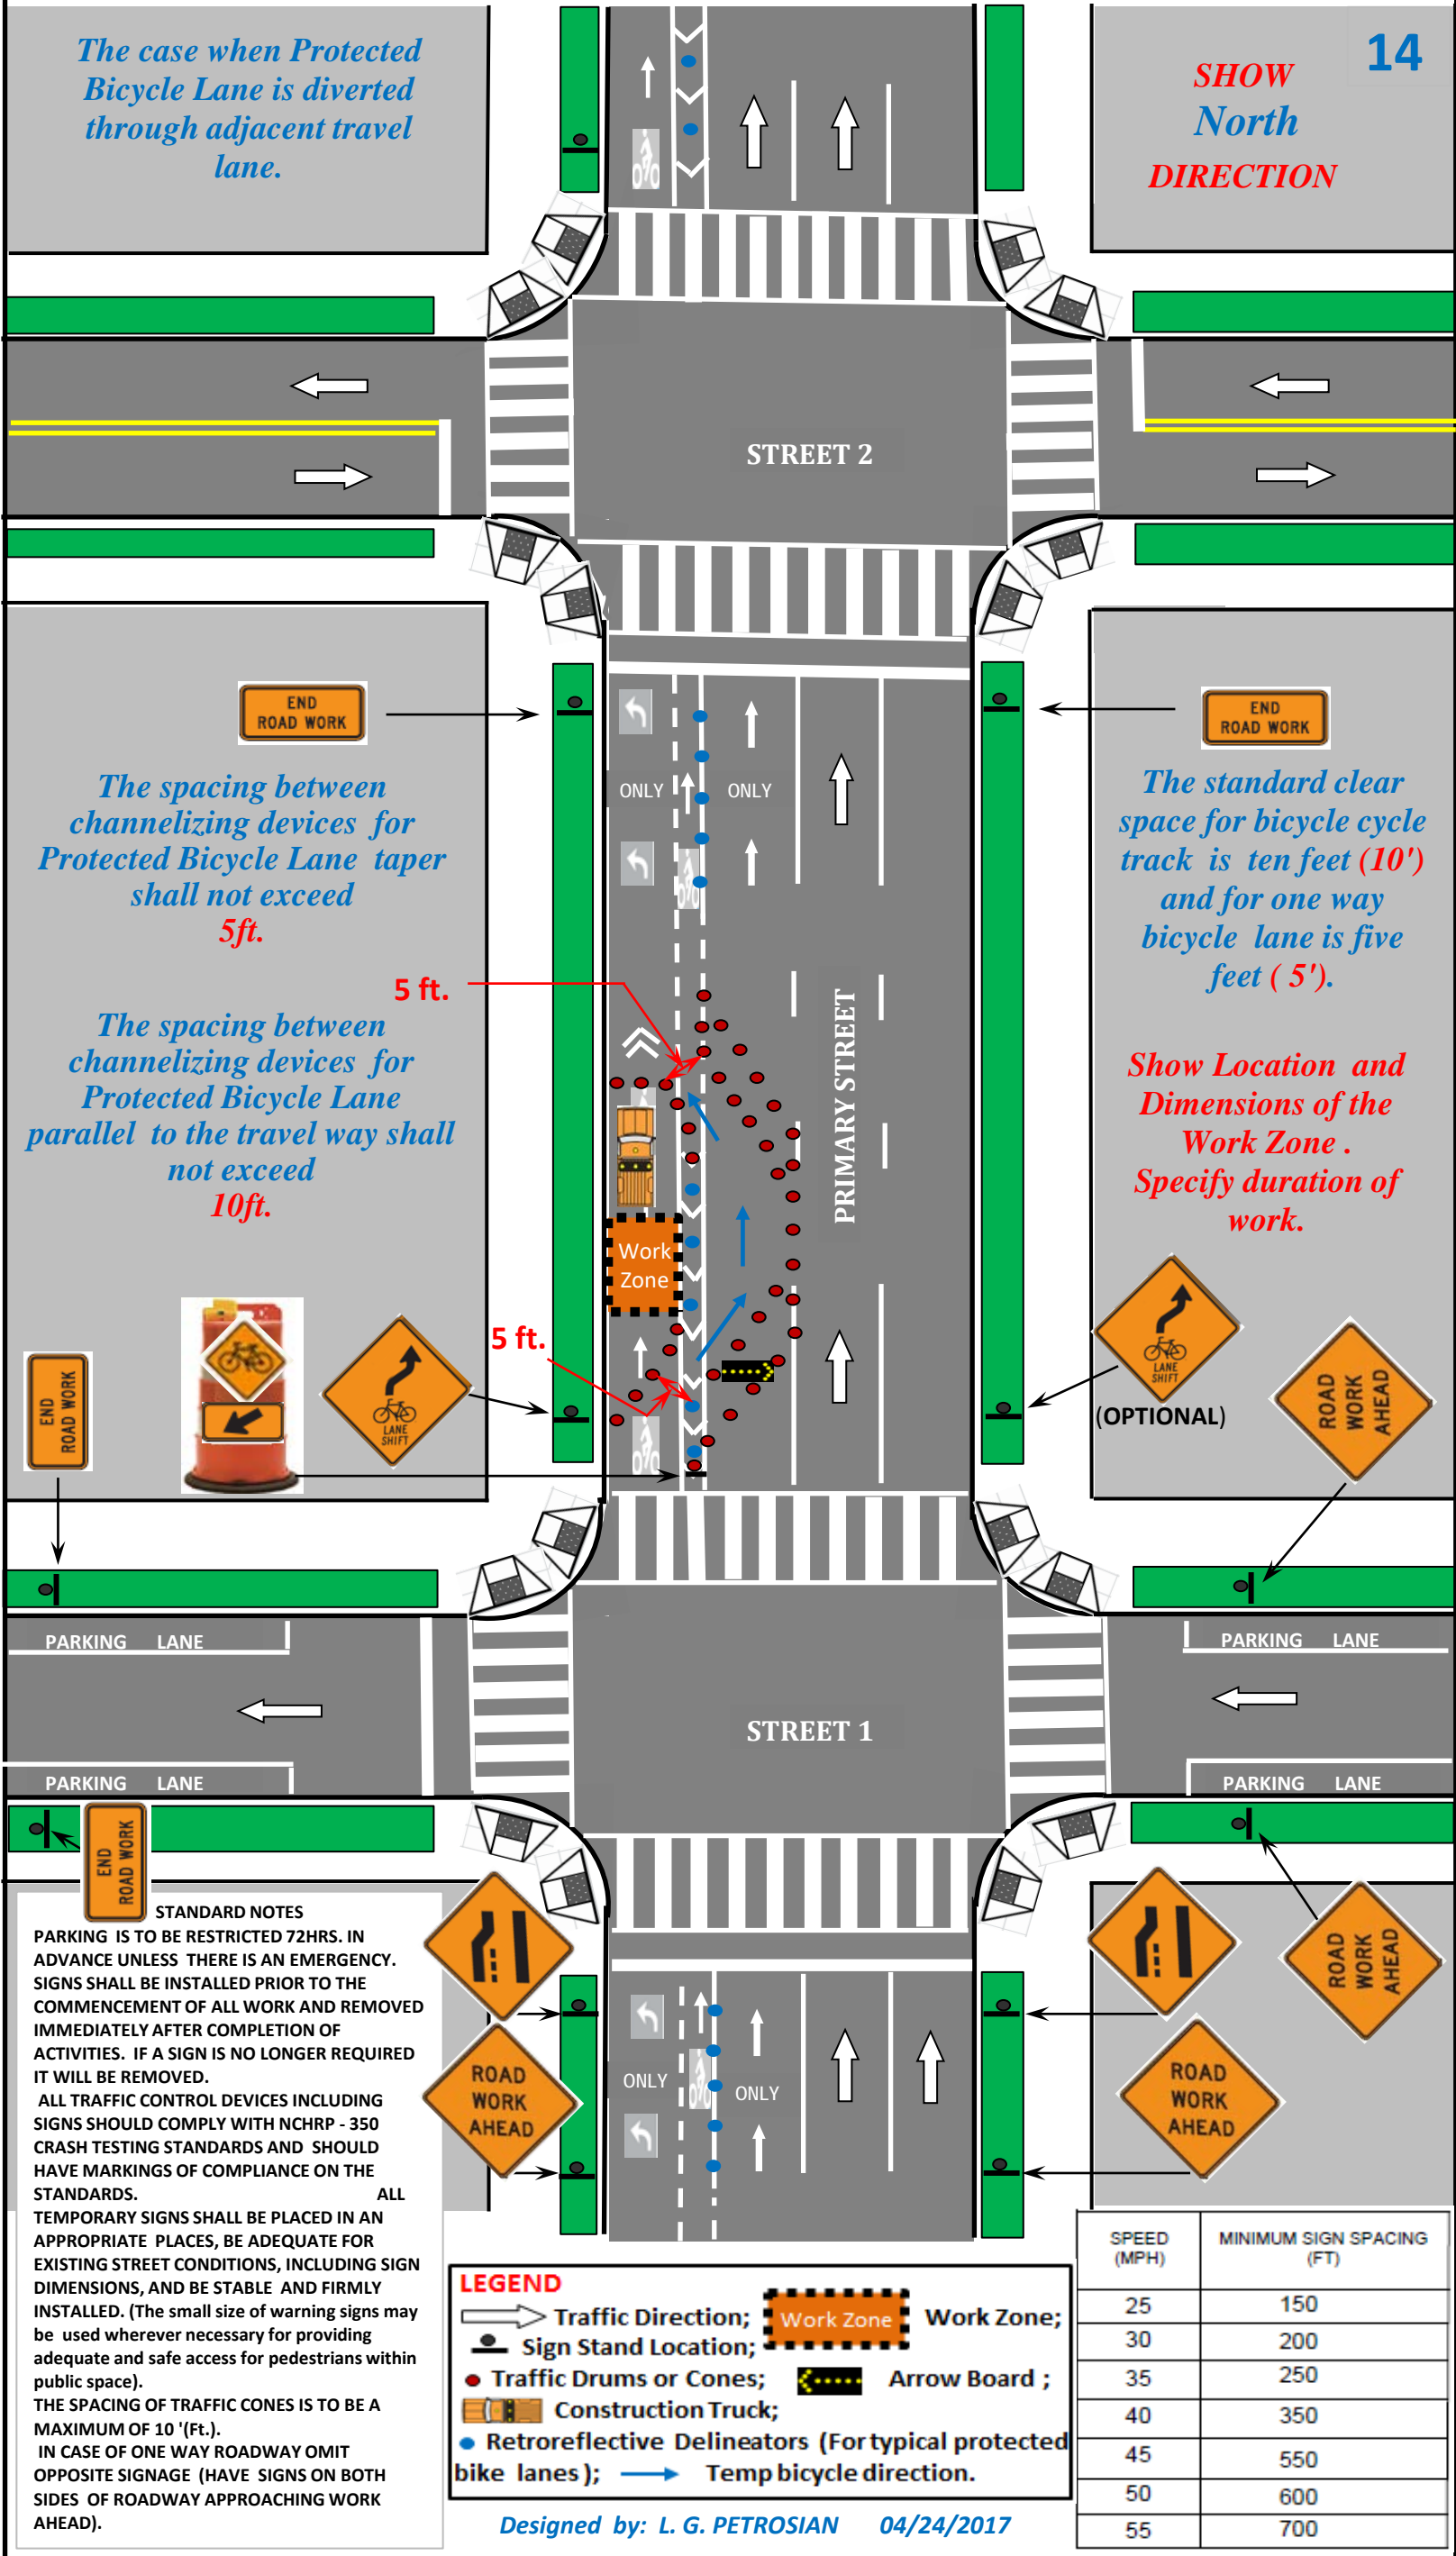 The case when Protected
Bicycle Lane is diverted
through adjacent travel
lane.
14
SHOW
North
DIRECTION
STREET 2
END
ROAD WORK
END
ROAD WORK
The spacing between
channelizing devices for
Protected Bicycle Lane taper
shall not exceed
5ft.
The spacing between
channelizing devices for
Protected Bicycle Lane
parallel to the travel way shall
not exceed
10ft.
ONLY
ONLY
5 ft.
PRIMARY STREET
Work
Zone
5 ft.
The standard clear
space for bicycle cycle
track is ten feet (10')
and for one way
bicycle lane is five
feet ( 5').
Show Location and
Dimensions of the
Work Zone .
Specify duration of
work.
END
ROAD WORK
LANE
SHIFT
LANE
SHIFT
(OPTIONAL)
ROAD
WORK
AHEAD
PARKING LANE
PARKING LANE
STREET 1
PARKING LANE
PARKING LANE
END
ROAD WORK
ROAD
WORK
AHEAD
ROAD
WORK
AHEAD
ROAD
WORK
AHEAD
ONLY
ONLY
STANDARD NOTES
PARKING IS TO BE RESTRICTED 72HRS. IN
ADVANCE UNLESS THERE IS AN EMERGENCY.
SIGNS SHALL BE INSTALLED PRIOR TO THE
COMMENCEMENT OF ALL WORK AND REMOVED
IMMEDIATELY AFTER COMPLETION OF
ACTIVITIES. IF A SIGN IS NO LONGER REQUIRED
IT WILL BE REMOVED.
ALL TRAFFIC CONTROL DEVICES INCLUDING
SIGNS SHOULD COMPLY WITH NCHRP - 350
CRASH TESTING STANDARDS AND SHOULD
HAVE MARKINGS OF COMPLIANCE ON THE
STANDARDS. ALL
TEMPORARY SIGNS SHALL BE PLACED IN AN
APPROPRIATE PLACES, BE ADEQUATE FOR
EXISTING STREET CONDITIONS, INCLUDING SIGN
DIMENSIONS, AND BE STABLE AND FIRMLY
INSTALLED. (The small size of warning signs may
be used wherever necessary for providing
adequate and safe access for pedestrians within
public space).
THE SPACING OF TRAFFIC CONES IS TO BE A
MAXIMUM OF 10 '(Ft.).
IN CASE OF ONE WAY ROADWAY OMIT
OPPOSITE SIGNAGE (HAVE SIGNS ON BOTH
SIDES OF ROADWAY APPROACHING WORK
AHEAD).
LEGEND
Traffic Direction; Work Zone Work Zone;
Sign Stand Location;
Traffic Drums or Cones; Arrow Board ;
Construction Truck;
Retroreflective Delineators (For typical protected
bike lanes ); Temp bicycle direction.
Designed by: L. G. PETROSIAN 04/24/2017
SPEED
(MPH)
MINIMUM SIGN SPACING
(FT)
25 150
30 200
35 250
40 350
45 550
50 600
55 700